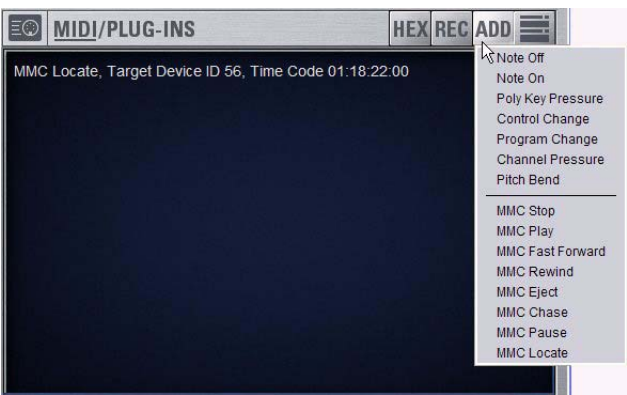 MIDI/PLUG-INS HEX REC ADD
MMC Locate, Target Device ID 56, Time Code 01:18:22:00
Note Off
Note On
Poly Key Pressure
Control Change
Program Change
Channel Pressure
Pitch Bend
MMC Stop
MMC Play
MMC Fast Forward
MMC Rewind
MMC Eject
MMC Chase
MMC Pause
MMC Locate